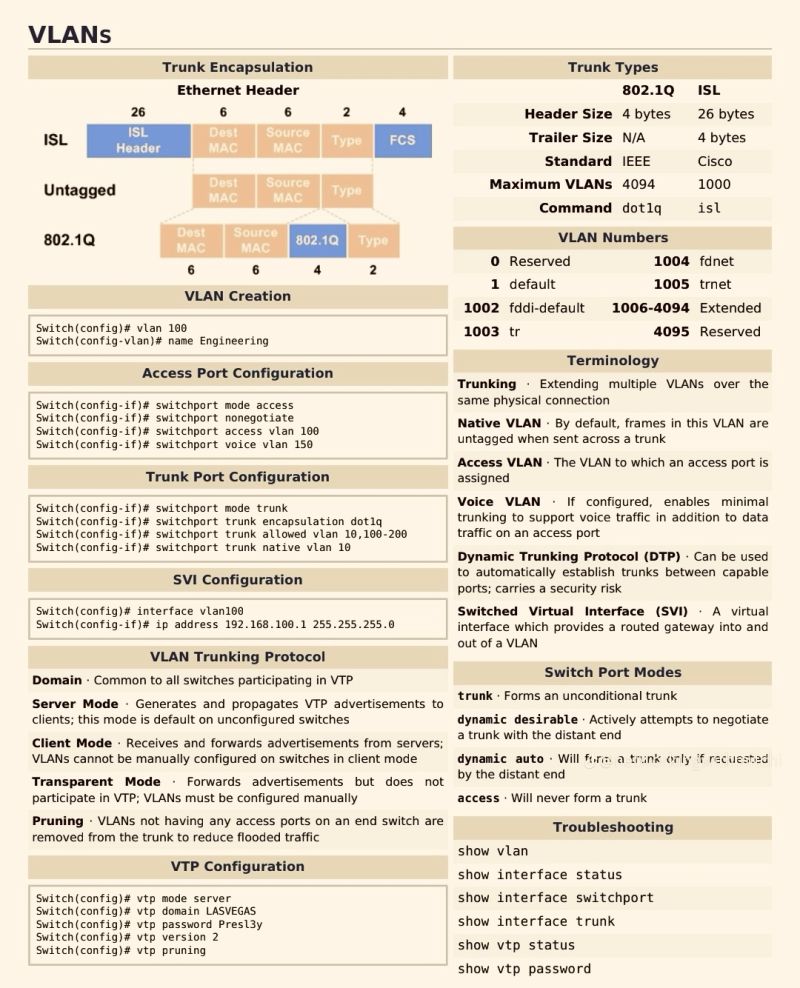 VLANs
Trunk Encapsulation
Ethernet Header
26 6 6 2 4
ISL
ISL Header
Dest MAC
Source MAC
Type
FCS
Untagged
Dest MAC
Source MAC
Type
802.1Q
Dest MAC
Source MAC
802.1Q
Type
6 6 4 2
VLAN Creation
Switch(config)# vlan 100
Switch(config-vlan)# name Engineering
Access Port Configuration
Switch(config-if)# switchport mode access
Switch(config-if)# switchport nonegotiate
Switch(config-if)# switchport access vlan 100
Switch(config-if)# switchport voice vlan 150
Trunk Port Configuration
Switch(config-if)# switchport mode trunk
Switch(config-if)# switchport trunk encapsulation dot1q
Switch(config-if)# switchport trunk allowed vlan 10,100-200
Switch(config-if)# switchport trunk native vlan 10
SVI Configuration
Switch(config)# interface vlan100
Switch(config-if)# ip address 192.168.100.1 255.255.255.0
VLAN Trunking Protocol
Domain · Common to all switches participating in VTP
Server Mode · Generates and propagates VTP advertisements to
clients; this mode is default on unconfigured switches
Client Mode · Receives and forwards advertisements from servers;
VLANs cannot be manually configured on switches in client mode
Transparent Mode · Forwards advertisements but does not
participate in VTP; VLANs must be configured manually
Pruning · VLANs not having any access ports on an end switch are
removed from the trunk to reduce flooded traffic
VTP Configuration
Switch(config)# vtp mode server
Switch(config)# vtp domain LASVEGAS
Switch(config)# vtp password Presl3y
Switch(config)# vtp version 2
Switch(config)# vtp pruning
Trunk Types
802.1Q ISL
Header Size 4 bytes 26 bytes
Trailer Size N/A 4 bytes
Standard IEEE Cisco
Maximum VLANs 4094 1000
Command dot1q isl
VLAN Numbers
0 Reserved 1004 fdnet
1 default 1005 trnet
1002 fddi-default 1006-4094 Extended
1003 tr 4095 Reserved
Terminology
Trunking · Extending multiple VLANs over the
same physical connection
Native VLAN · By default, frames in this VLAN are
untagged when sent across a trunk
Access VLAN · The VLAN to which an access port is
assigned
Voice VLAN · If configured, enables minimal
trunking to support voice traffic in addition to data
traffic on an access port
Dynamic Trunking Protocol (DTP) · Can be used
to automatically establish trunks between capable
ports; carries a security risk
Switched Virtual Interface (SVI) · A virtual
interface which provides a routed gateway into and
out of a VLAN
Switch Port Modes
trunk · Forms an unconditional trunk
dynamic desirable · Actively attempts to negotiate
a trunk with the distant end
dynamic auto · Will form a trunk only if requested
by the distant end
access · Will never form a trunk
Troubleshooting
show vlan
show interface status
show interface switchport
show interface trunk
show vtp status
show vtp password